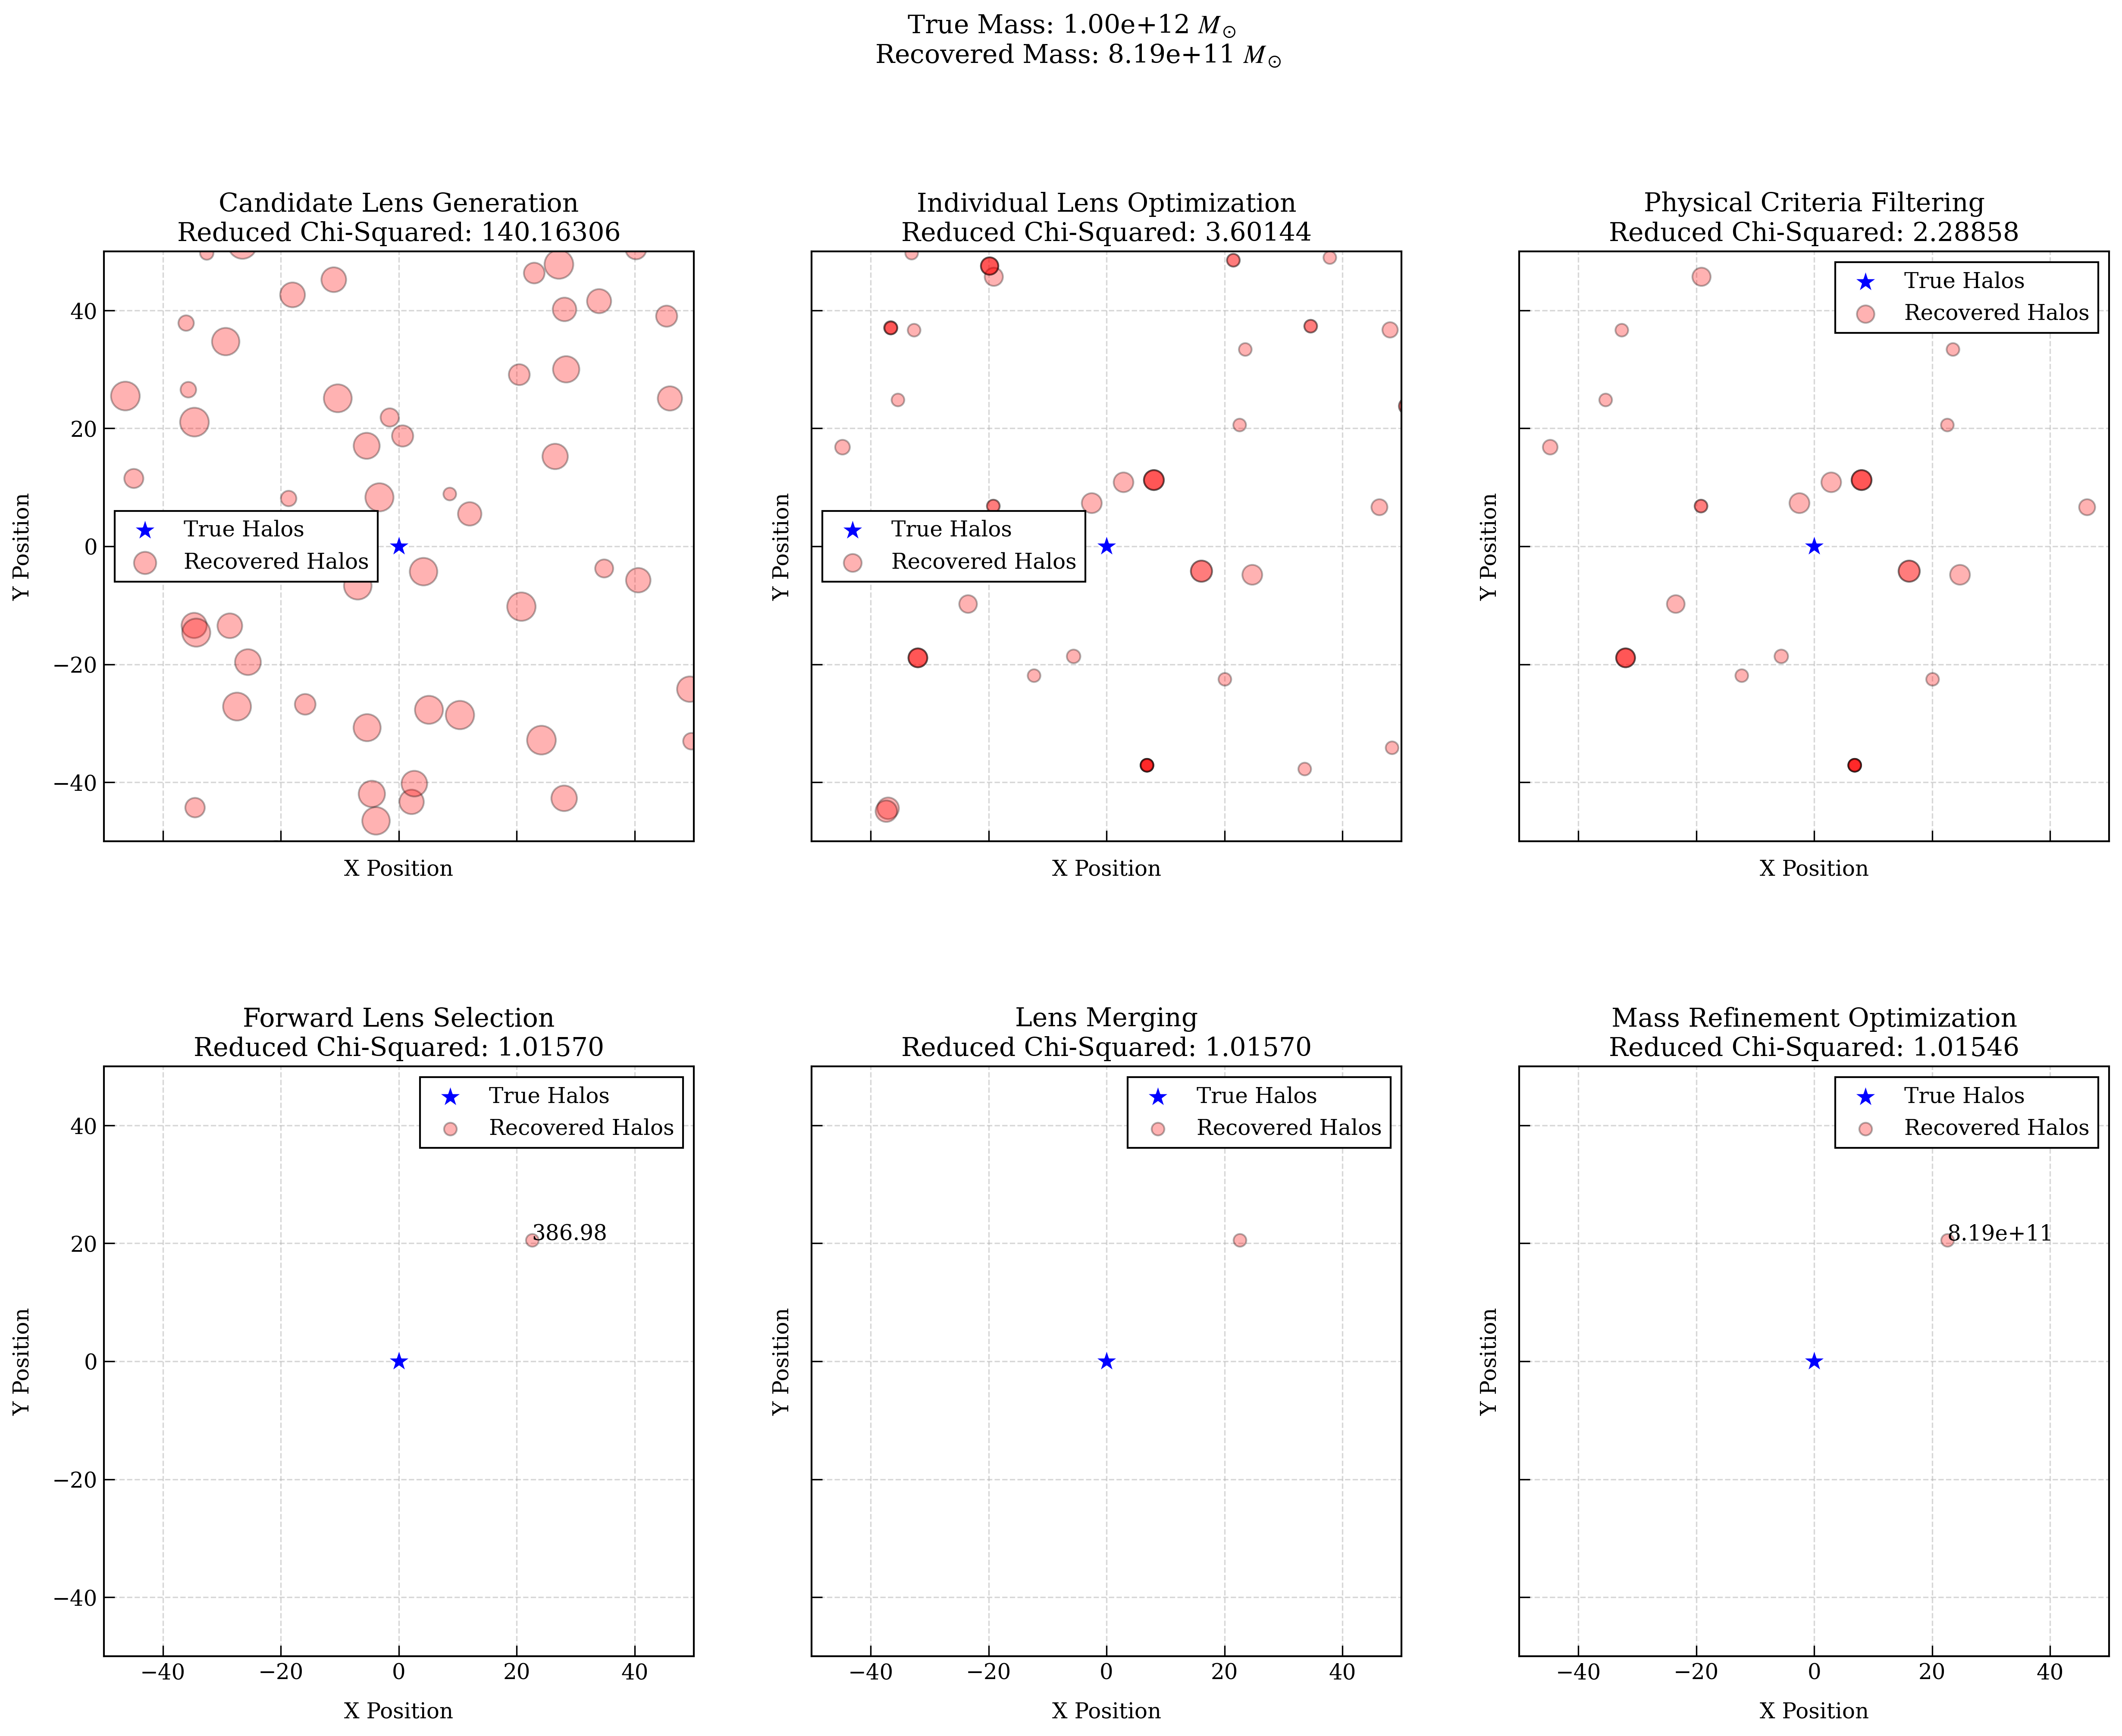 True Mass: 1.00e+12 M☉
Recovered Mass: 8.19e+11 M☉
Candidate Lens Generation
Reduced Chi-Squared: 140.16306
Y Position
40
20
0
−20
−40
True Halos
Recovered Halos
X Position
Individual Lens Optimization
Reduced Chi-Squared: 3.60144
Y Position
True Halos
Recovered Halos
X Position
Physical Criteria Filtering
Reduced Chi-Squared: 2.28858
Y Position
True Halos
Recovered Halos
X Position
Forward Lens Selection
Reduced Chi-Squared: 1.01570
Y Position
40
20
0
−20
−40
True Halos
Recovered Halos
386.98
−40 −20 0 20 40
X Position
Lens Merging
Reduced Chi-Squared: 1.01570
Y Position
True Halos
Recovered Halos
−40 −20 0 20 40
X Position
Mass Refinement Optimization
Reduced Chi-Squared: 1.01546
Y Position
True Halos
Recovered Halos
8.19e+11
−40 −20 0 20 40
X Position